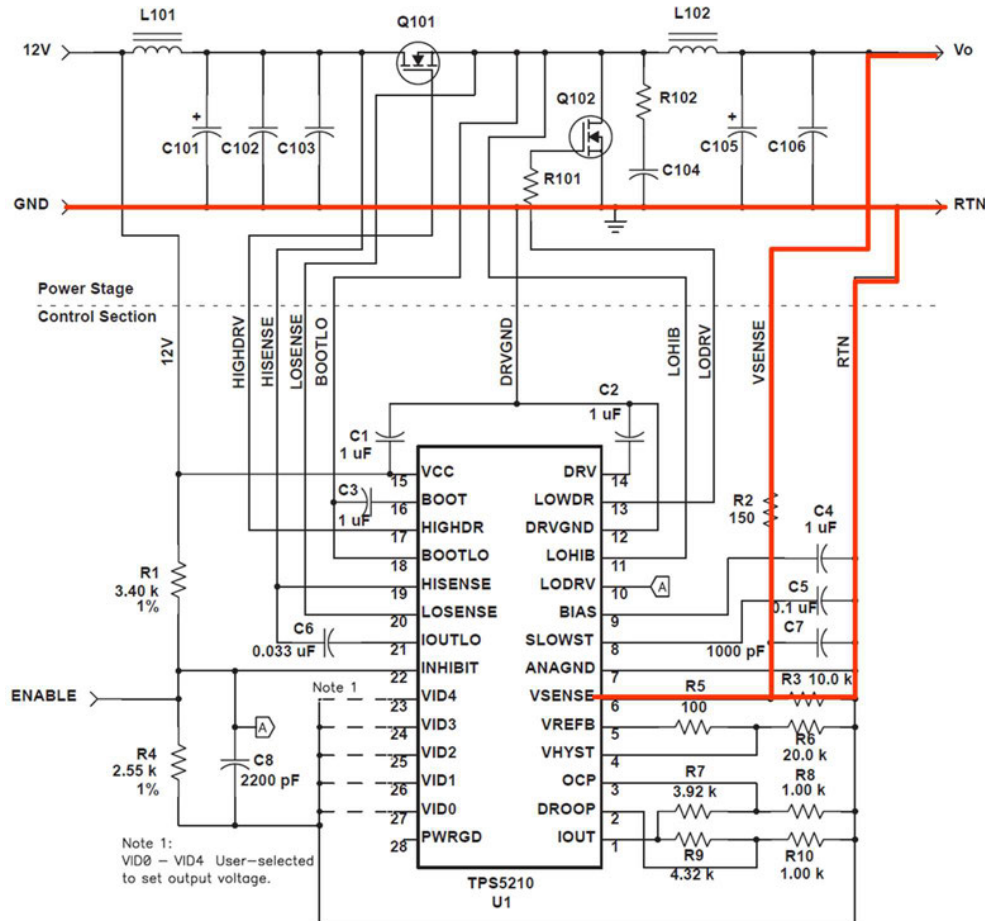 L101
Q101
L102
12V
Vo
Q102
R102
C101
C102
C103
C104
C105
C106
R101
GND
RTN
Power Stage
Control Section
12V
HIGHDRV
HISENSE
LOSENSE
BOOTLO
DRVGND
LOHIB
LODRV
VSENSE
RTN
C1
1 uF
C2
1 uF
C3
1 uF
R2
150
C4
1 uF
C5
0.1 uF
C7
1000 pF
C6
0.033 uF
R1
3.40 k
1%
ENABLE
R4
2.55 k
1%
A
C8
2200 pF
Note 1
15 VCC
16 BOOT
17 HIGHDR
18 BOOTLO
19 HISENSE
20 LOSENSE
21 IOUTLO
22 INHIBIT
23 VID4
24 VID3
25 VID2
26 VID1
27 VID0
28 PWRGD
DRV 14
LOWDR 13
DRVGND 12
LOHIB 11
LODRV 10
A
BIAS 9
SLOWST 8
ANAGND 7
VSENSE 6
VREFB 5
VHYST 4
OCP 3
DROOP 2
IOUT 1
R3 10.0 k
R5
100
R6
20.0 k
R7
3.92 k
R8
1.00 k
R9
4.32 k
R10
1.00 k
Note 1:
VID0 – VID4 User-selected
to set output voltage.
TPS5210
U1
+
+